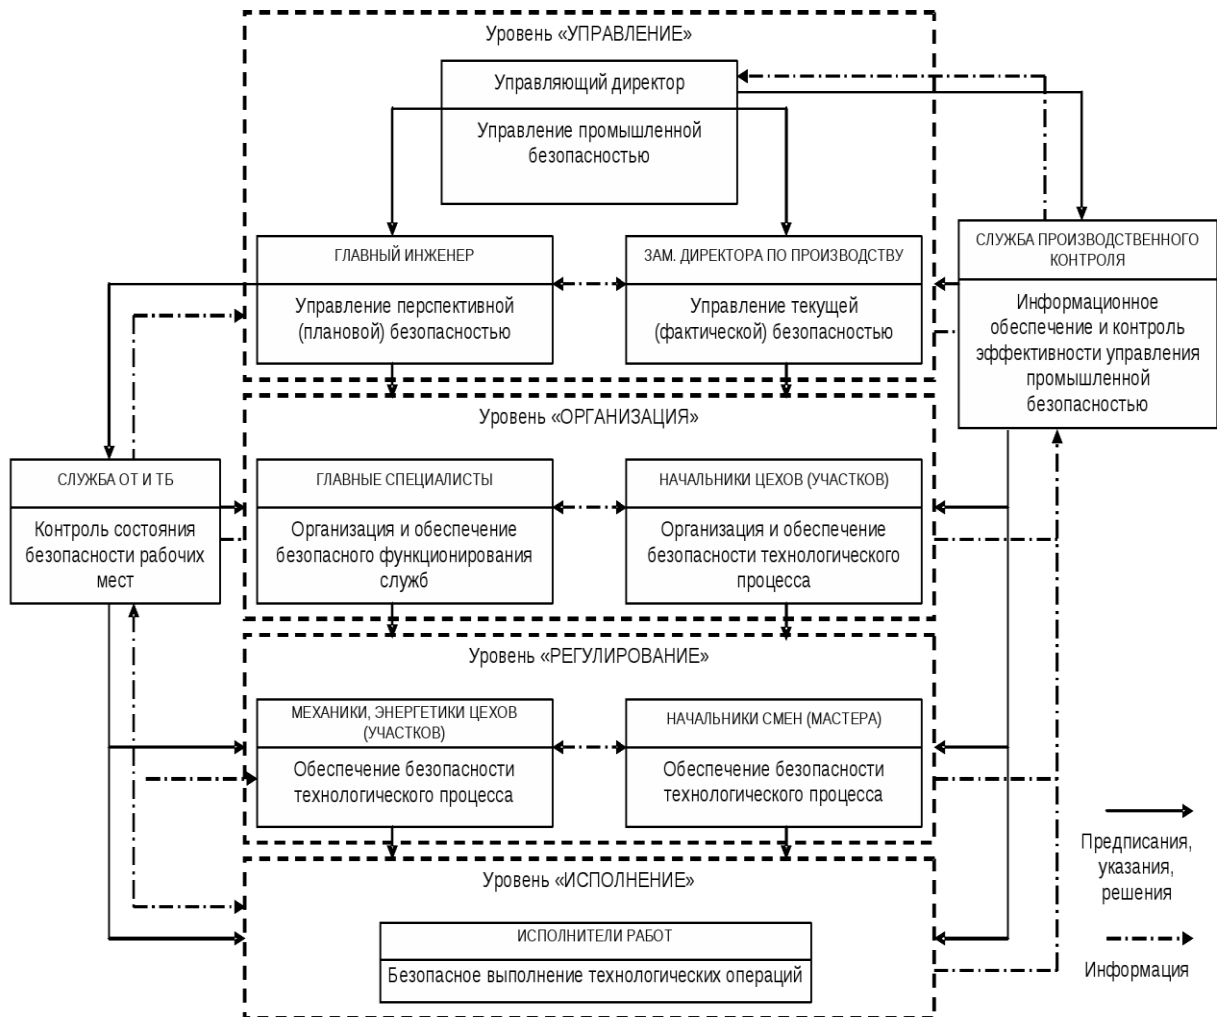 Уровень «УПРАВЛЕНИЕ»
Управляющий директор
Управление промышленной
безопасностью
ГЛАВНЫЙ ИНЖЕНЕР
Управление перспективной
(плановой) безопасностью
ЗАМ. ДИРЕКТОРА ПО ПРОИЗВОДСТВУ
Управление текущей
(фактической) безопасностью
СЛУЖБА ПРОИЗВОДСТВЕННОГО
КОНТРОЛЯ
Информационное
обеспечение и контроль
эффективности управления
промышленной
безопасностью
Уровень «ОРГАНИЗАЦИЯ»
СЛУЖБА ОТ И ТБ
Контроль состояния
безопасности рабочих
мест
ГЛАВНЫЕ СПЕЦИАЛИСТЫ
Организация и обеспечение
безопасного функционирования
служб
НАЧАЛЬНИКИ ЦЕХОВ (УЧАСТКОВ)
Организация и обеспечение
безопасности технологического
процесса
Уровень «РЕГУЛИРОВАНИЕ»
МЕХАНИКИ, ЭНЕРГЕТИКИ ЦЕХОВ
(УЧАСТКОВ)
Обеспечение безопасности
технологического процесса
НАЧАЛЬНИКИ СМЕН (МАСТЕРА)
Обеспечение безопасности
технологического процесса
Уровень «ИСПОЛНЕНИЕ»
ИСПОЛНИТЕЛИ РАБОТ
Безопасное выполнение технологических операций
Предписания,
указания,
решения
Информация